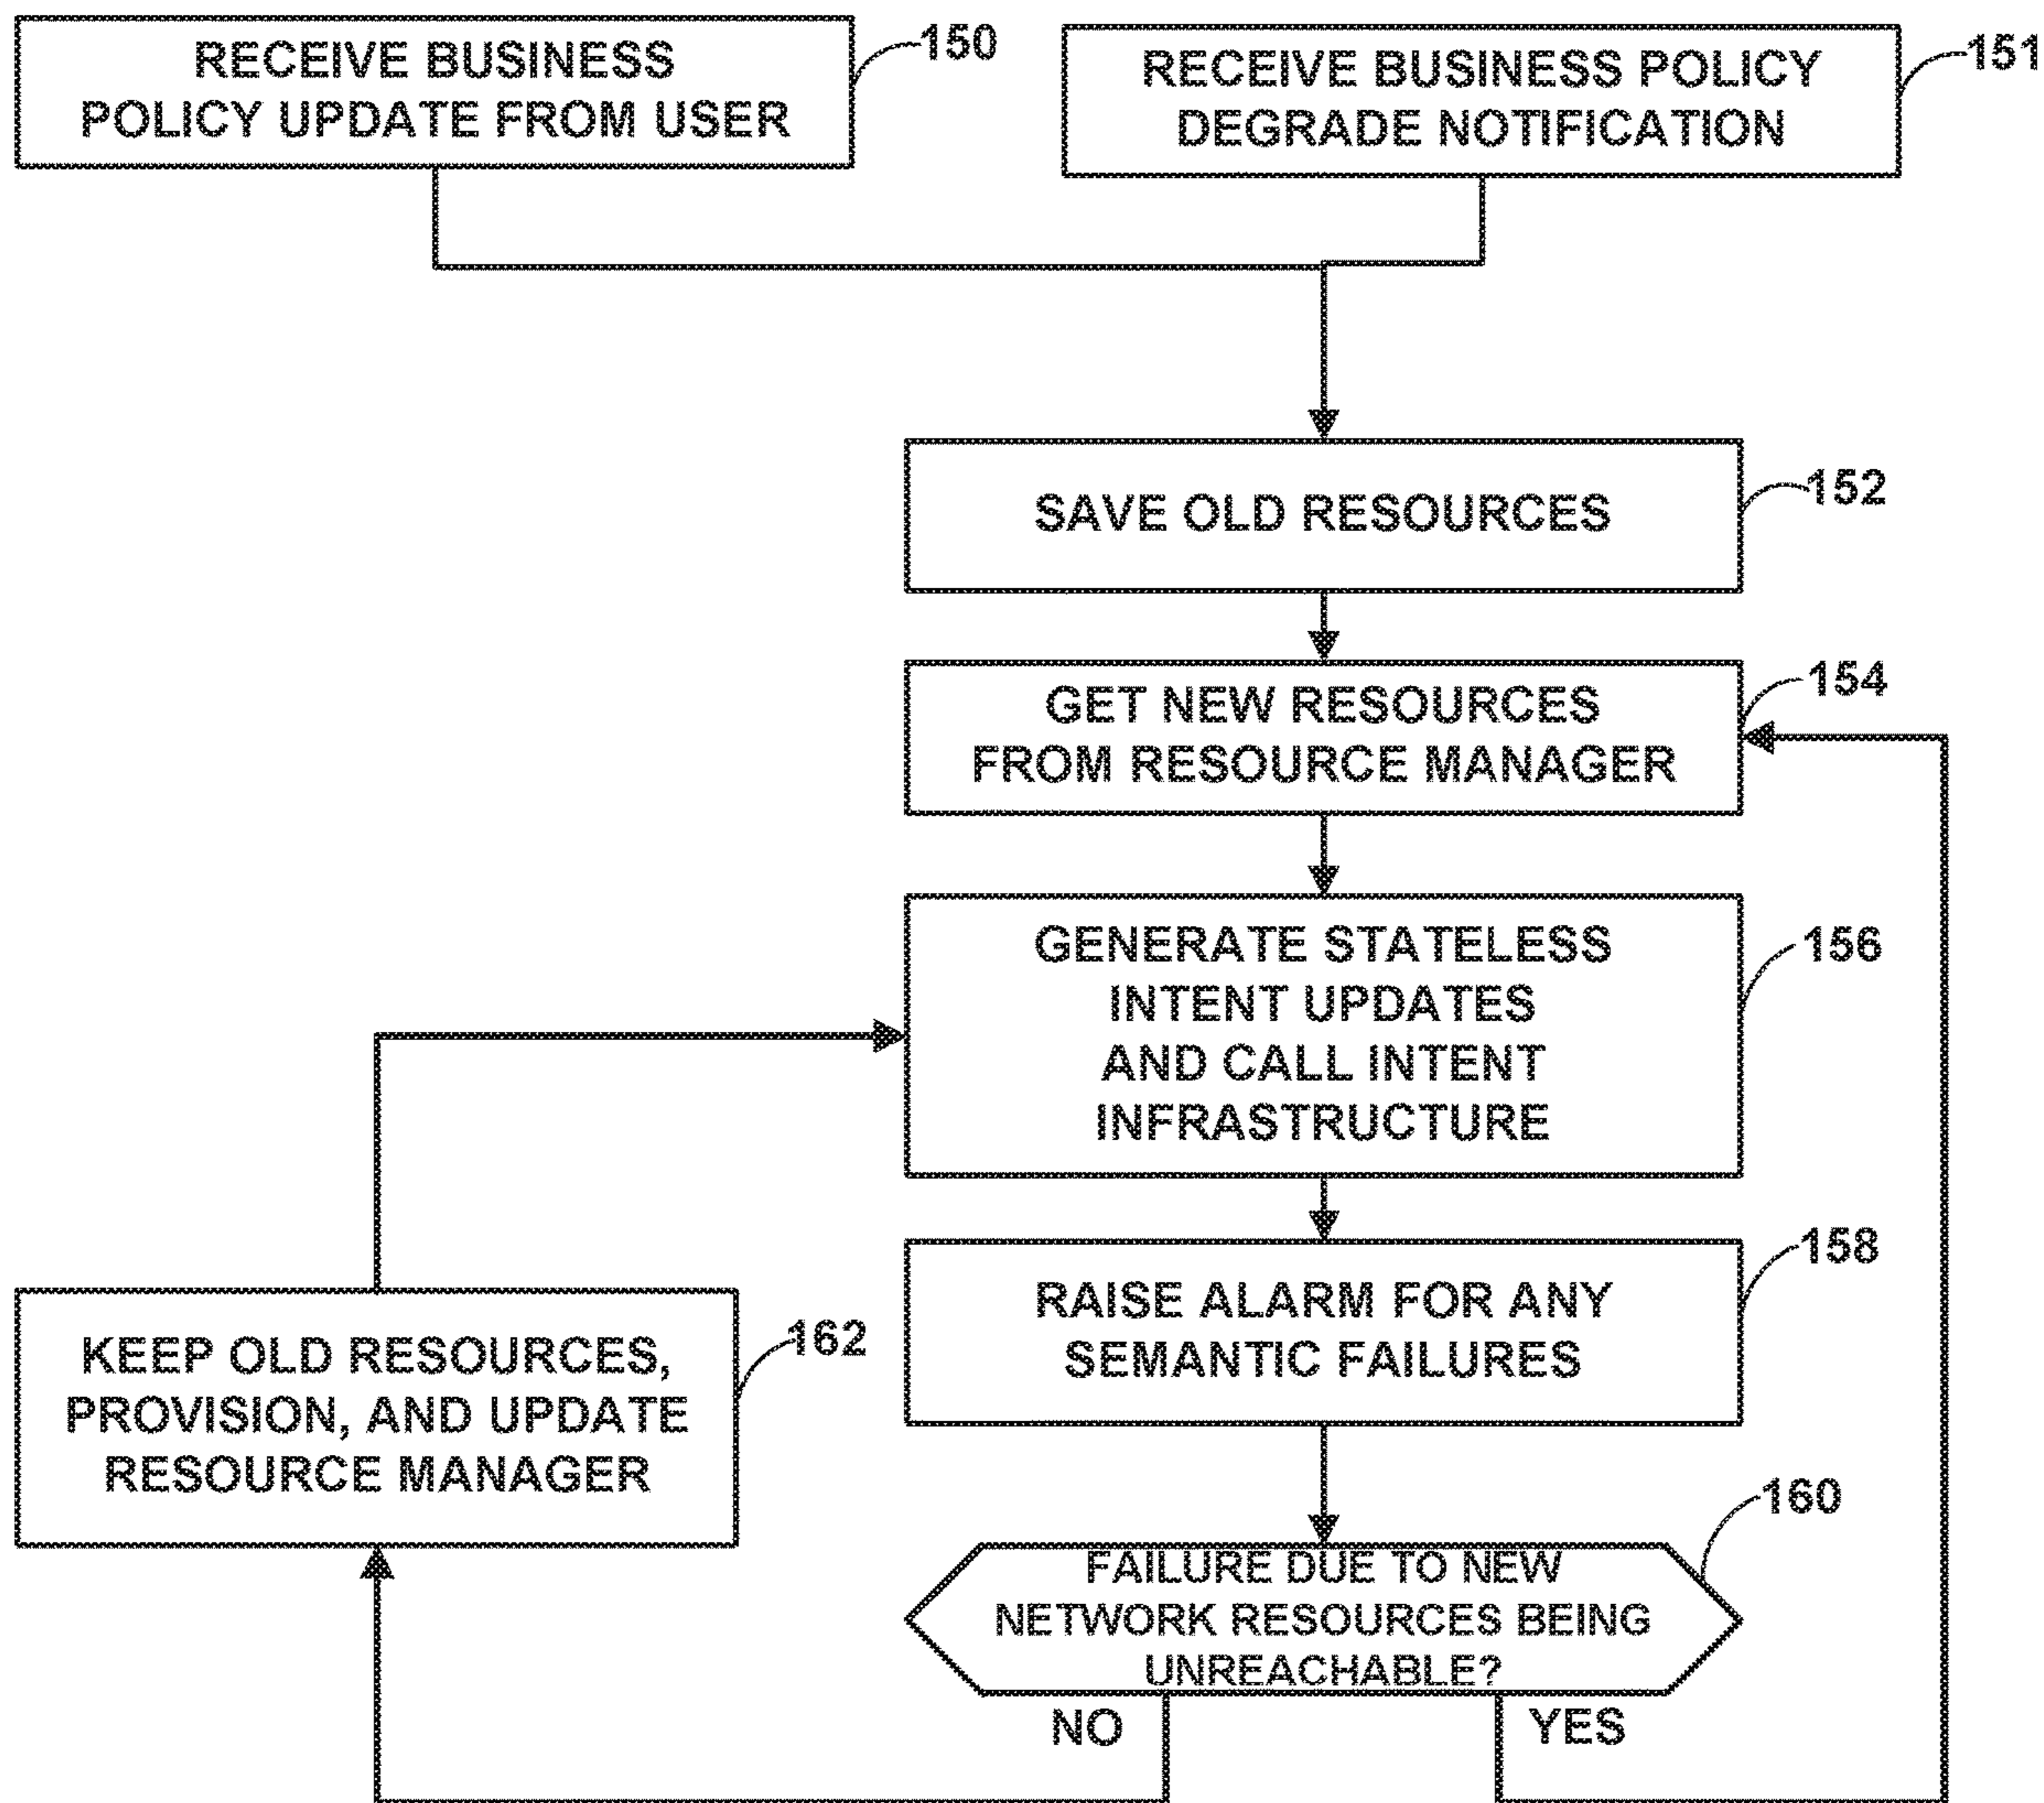 RECEIVE BUSINESS
POLICY UPDATE FROM USER
150
RECEIVE BUSINESS POLICY
DEGRADE NOTIFICATION
151
SAVE OLD RESOURCES
152
GET NEW RESOURCES
FROM RESOURCE MANAGER
154
GENERATE STATELESS
INTENT UPDATES
AND CALL INTENT
INFRASTRUCTURE
156
RAISE ALARM FOR ANY
SEMANTIC FAILURES
158
KEEP OLD RESOURCES,
PROVISION, AND UPDATE
RESOURCE MANAGER
162
FAILURE DUE TO NEW
NETWORK RESOURCES BEING
UNREACHABLE?
160
NO
YES